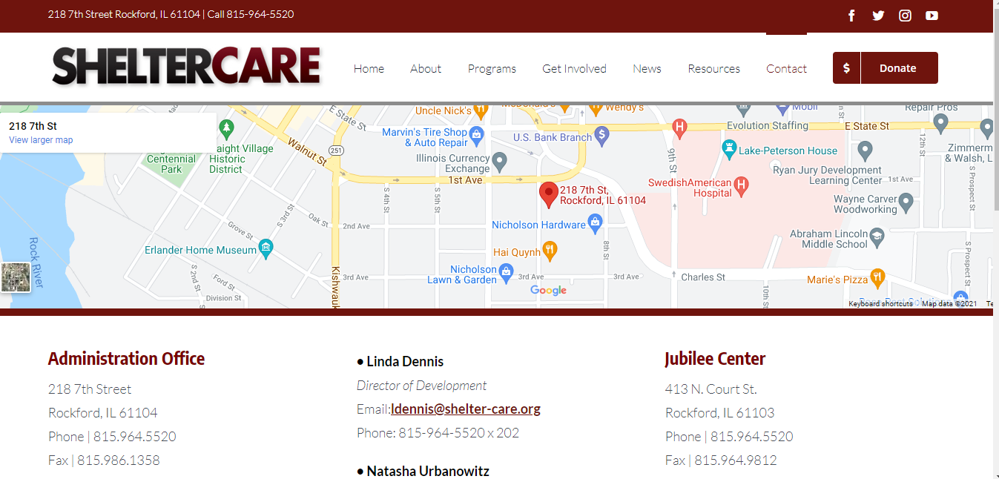 218 7th Street Rockford, IL 61104 | Call 815-964-5520
SHELTERCARE
Home
About
Programs
Get Involved
News
Resources
Contact
$ Donate
218 7th St
View larger map
Centennial
Park
aight Village
Historic
District
Walnut St
E State St
251
Uncle Nick's
McDonald's
Wendy's
Mobil
Repair Pros
Marvin's Tire Shop
& Auto Repair
U.S. Bank Branch
Evolution Staffing
E State St
Illinois Currency
Exchange
1st Ave
9th St
Lake-Peterson House
12th St
Zimmerm
& Walsh, L
Ryan Jury Development
Learning Center
1st Ave
S Prospect St
SwedishAmerican
Hospital
218 7th St,
Rockford, IL 61104
S 4th St
S 5th St
Wayne Carver
Woodworking
S 3rd St
Oak St
2nd Ave
Nicholson Hardware
Grove St
Erlander Home Museum
Hai Quynh
8th St
Abraham Lincoln
Middle School
Rock River
S 2nd St
Ford St
Division St
Kishwauk
3rd Ave
Nicholson
Lawn & Garden
3rd Ave
3rd Ave
Charles St
10th St
Marie's Pizza
S Prospect St
Google
Keyboard shortcuts
Map data ©2021
Te
Administration Office
218 7th Street
Rockford, IL 61104
Phone | 815.964.5520
Fax | 815.986.1358
• Linda Dennis
Director of Development
Email:ldennis@shelter-care.org
Phone: 815-964-5520 x 202
• Natasha Urbanowitz
Jubilee Center
413 N. Court St.
Rockford, IL 61103
Phone | 815.964.5520
Fax | 815.964.9812